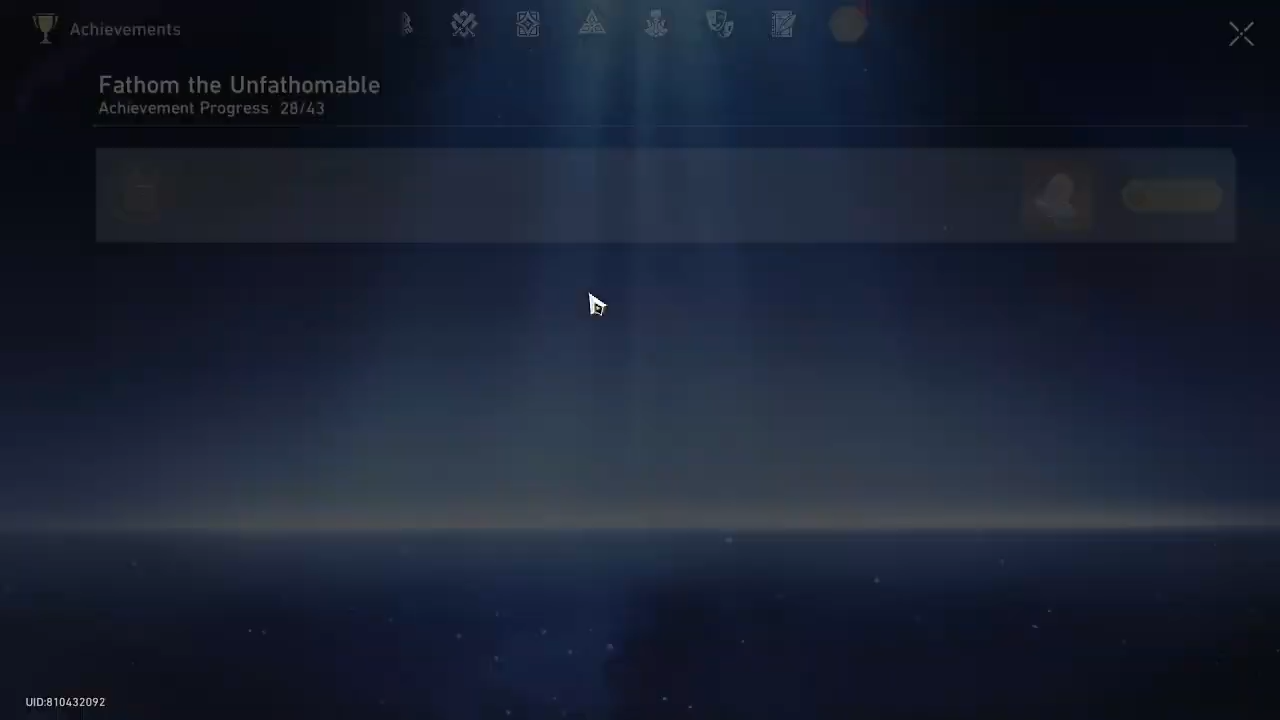 Achievements
Fathom the Unfathomable
Achievement Progress 28/43
UID:810432092